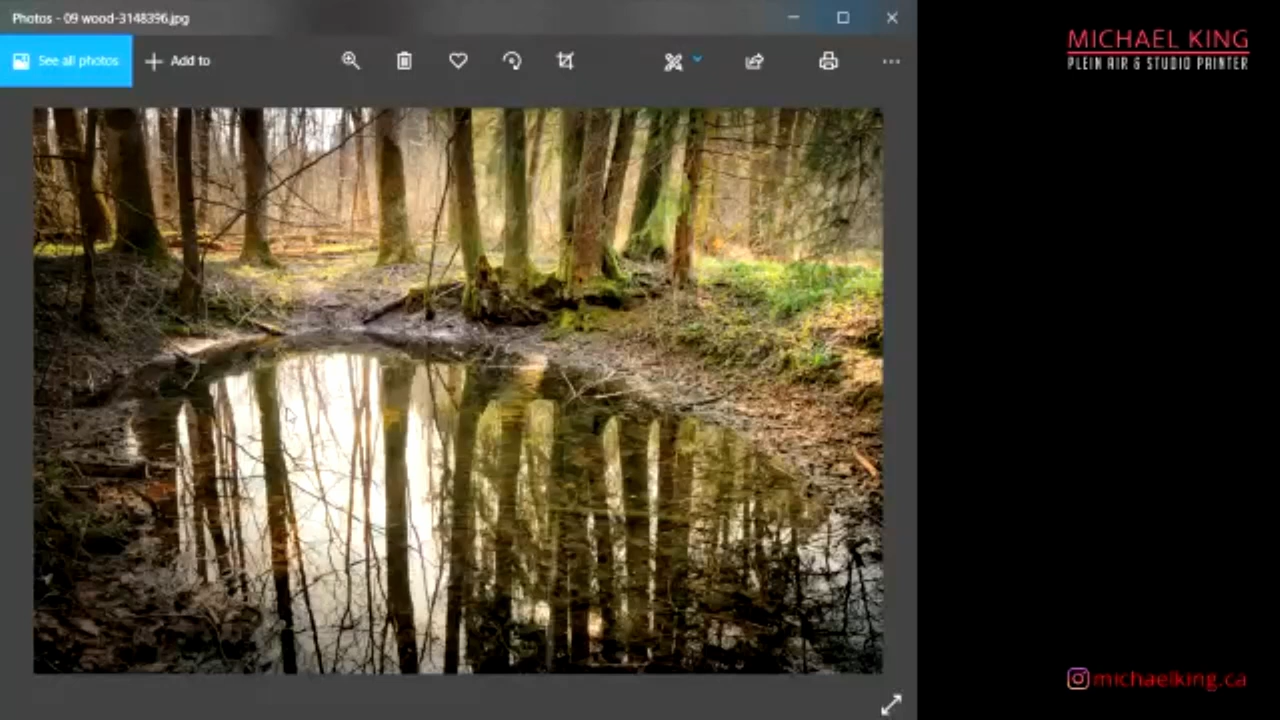 Photos - 09 wood-3148396.jpg
See all photos
Add to
MICHAEL KING
PLEIN AIR & STUDIO PAINTER
michaelking.ca